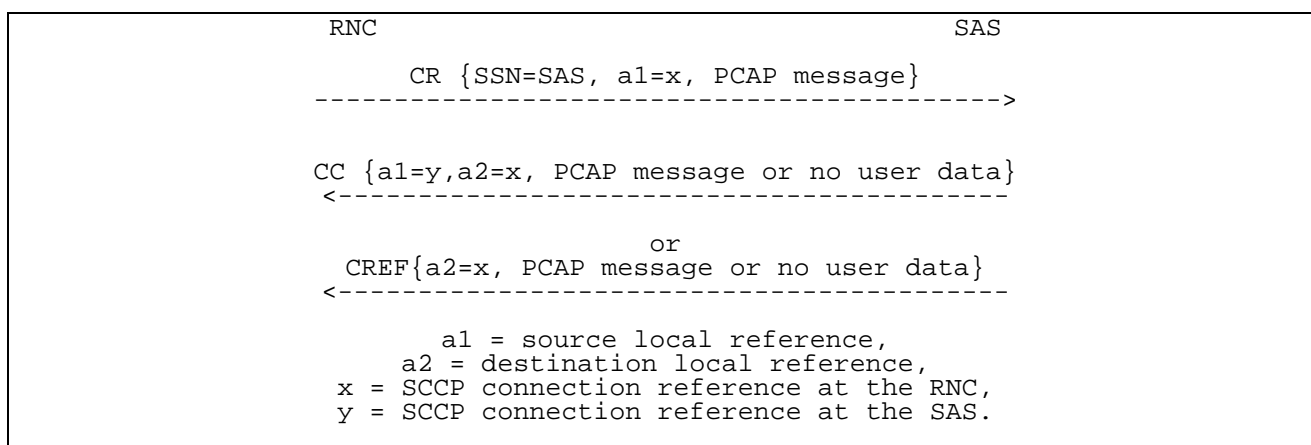 RNC SAS
CR {SSN=SAS, a1=x, PCAP message}
------------------------------------------->
CC {a1=y,a2=x, PCAP message or no user data}
<------------------------------------------
or
CREF{a2=x, PCAP message or no user data}
<------------------------------------------
a1 = source local reference,
a2 = destination local reference,
x = SCCP connection reference at the RNC,
y = SCCP connection reference at the SAS.